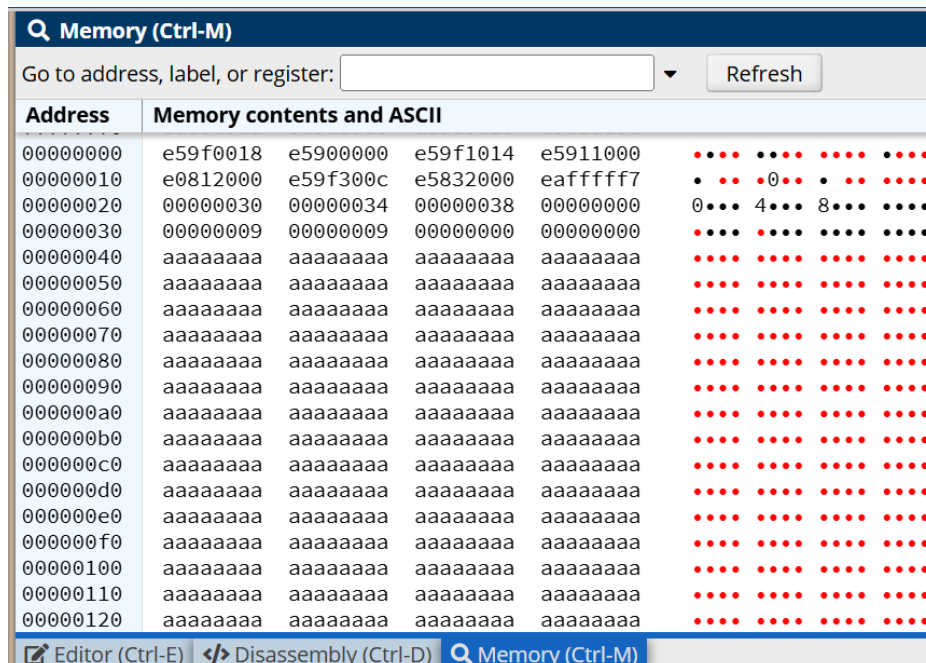 Memory (Ctrl-M)
Go to address, label, or register: Refresh
Address Memory contents and ASCII
00000000 e59f0018 e5900000 e59f1014 e5911000 •••• •••• •••• ••••
00000010 e0812000 e59f300c e5832000 eafffff7 • •• •0•• • •• ••••
00000020 00000030 00000034 00000038 00000000 0••• 4••• 8••• ••••
00000030 00000009 00000009 00000000 00000000 •••• •••• •••• ••••
00000040 aaaaaaaa aaaaaaaa aaaaaaaa aaaaaaaa •••• •••• •••• ••••
00000050 aaaaaaaa aaaaaaaa aaaaaaaa aaaaaaaa •••• •••• •••• ••••
00000060 aaaaaaaa aaaaaaaa aaaaaaaa aaaaaaaa •••• •••• •••• ••••
00000070 aaaaaaaa aaaaaaaa aaaaaaaa aaaaaaaa •••• •••• •••• ••••
00000080 aaaaaaaa aaaaaaaa aaaaaaaa aaaaaaaa •••• •••• •••• ••••
00000090 aaaaaaaa aaaaaaaa aaaaaaaa aaaaaaaa •••• •••• •••• ••••
000000a0 aaaaaaaa aaaaaaaa aaaaaaaa aaaaaaaa •••• •••• •••• ••••
000000b0 aaaaaaaa aaaaaaaa aaaaaaaa aaaaaaaa •••• •••• •••• ••••
000000c0 aaaaaaaa aaaaaaaa aaaaaaaa aaaaaaaa •••• •••• •••• ••••
000000d0 aaaaaaaa aaaaaaaa aaaaaaaa aaaaaaaa •••• •••• •••• ••••
000000e0 aaaaaaaa aaaaaaaa aaaaaaaa aaaaaaaa •••• •••• •••• ••••
000000f0 aaaaaaaa aaaaaaaa aaaaaaaa aaaaaaaa •••• •••• •••• ••••
00000100 aaaaaaaa aaaaaaaa aaaaaaaa aaaaaaaa •••• •••• •••• ••••
00000110 aaaaaaaa aaaaaaaa aaaaaaaa aaaaaaaa •••• •••• •••• ••••
00000120 aaaaaaaa aaaaaaaa aaaaaaaa aaaaaaaa •••• •••• •••• ••••
Editor (Ctrl-E) </> Disassembly (Ctrl-D) Memory (Ctrl-M)